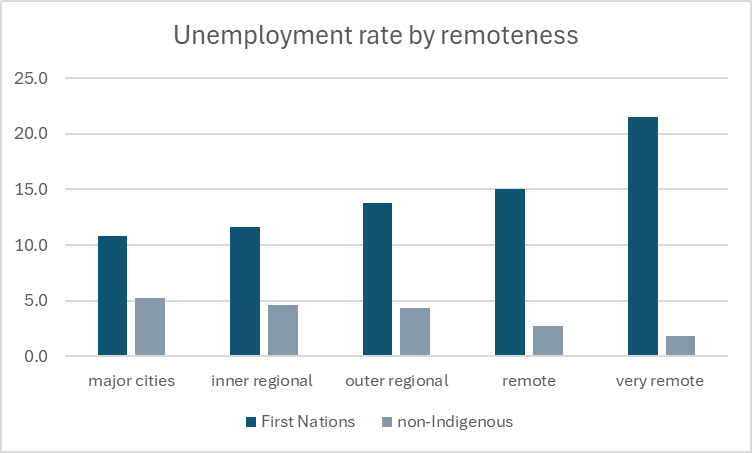 Unemployment rate by remoteness
25.0
20.0
15.0
10.0
5.0
0.0
major cities inner regional outer regional remote very remote
First Nations non-Indigenous